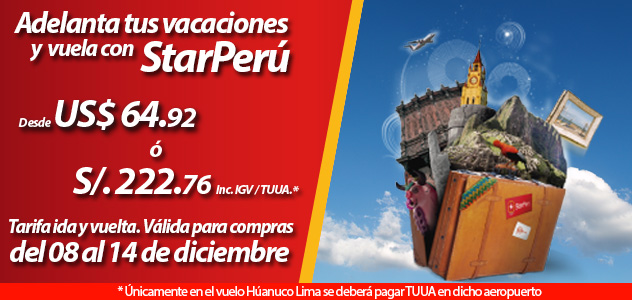 Adelanta tus vacaciones
y vuela con StarPerú
Desde US$ 64.92
ó
S/. 222.76 Inc. IGV / TUUA.*
Tarifa ida y vuelta. Válida para compras
del 08 al 14 de diciembre
* Únicamente en el vuelo Húanuco Lima se deberá pagar TUUA en dicho aeropuerto